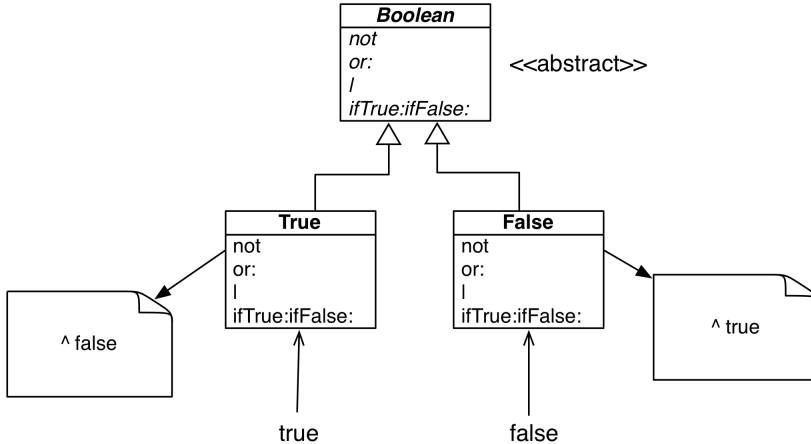 Boolean
not
or:
|
ifTrue:ifFalse:
<<abstract>>
True
not
or:
|
ifTrue:ifFalse:
False
not
or:
|
ifTrue:ifFalse:
^ false
^ true
true
false